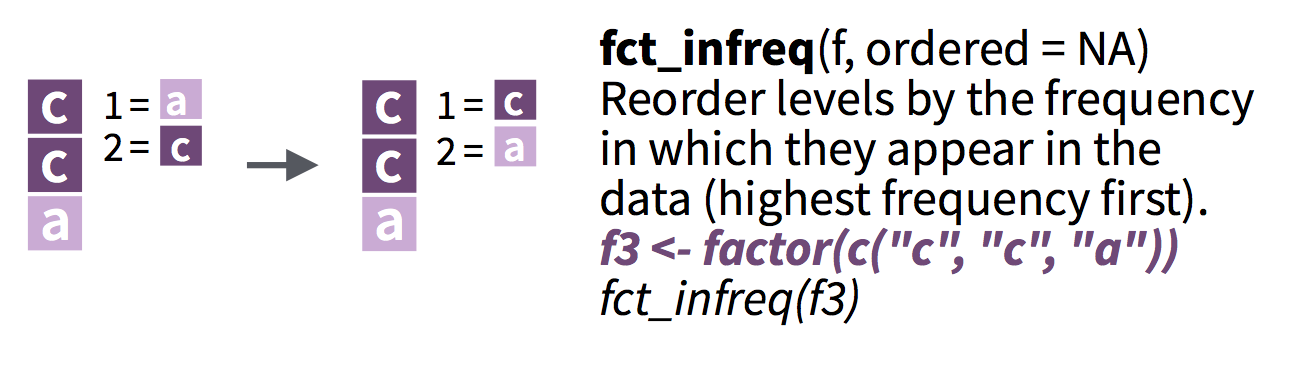 C
C
a
1 = a
2 = c
C
C
a
1 = c
2 = a
fct_infreq(f, ordered = NA)
Reorder levels by the frequency
in which they appear in the
data (highest frequency first).
f3 <- factor(c("c", "c", "a"))
fct_infreq(f3)